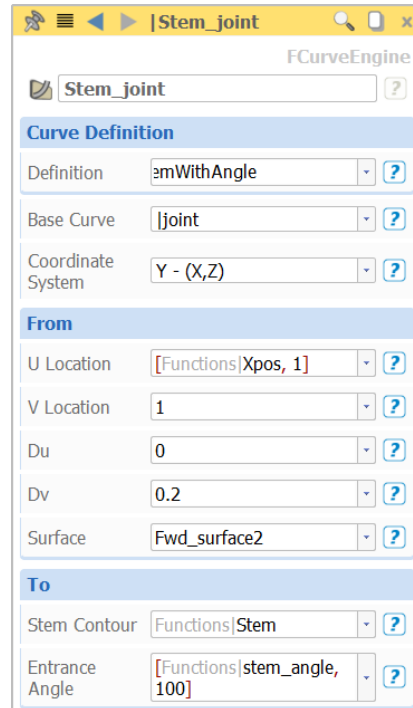 |Stem_joint
FCurveEngine
Stem_joint
?
Curve Definition
Definition
emWithAngle
?
Base Curve
|joint
?
Coordinate
System
Y - (X,Z)
?
From
U Location
[Functions|Xpos, 1]
?
V Location
1
?
Du
0
?
Dv
0.2
?
Surface
Fwd_surface2
?
To
Stem Contour
Functions|Stem
?
Entrance
Angle
[Functions|stem_angle,
100]
?